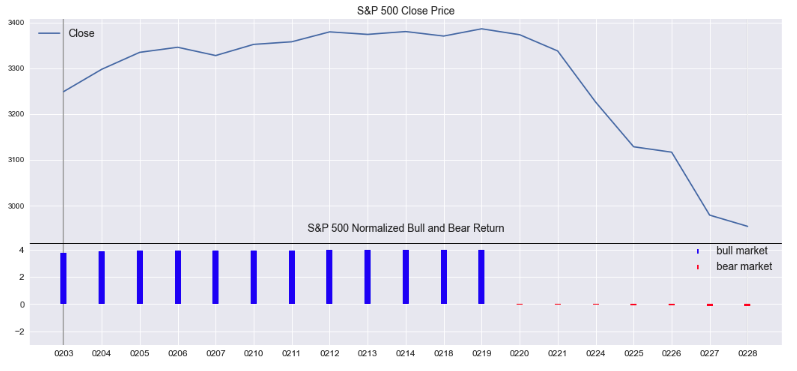 S&P 500 Close Price
3400
Close
3300
3200
3100
3000
S&P 500 Normalized Bull and Bear Return
4
bull market
bear market
2
0
−2
0203 0204 0205 0206 0207 0210 0211 0212 0213 0214 0218 0219 0220 0221 0224 0225 0226 0227 0228